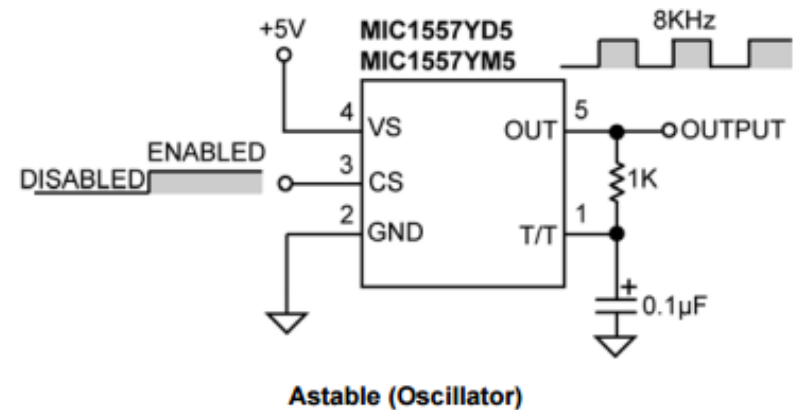 +5V
MIC1557YD5
MIC1557YM5
8KHz
4
VS
OUT
5
OUTPUT
ENABLED
DISABLED
3
CS
1K
2
GND
T/T
1
+
0.1µF
Astable (Oscillator)